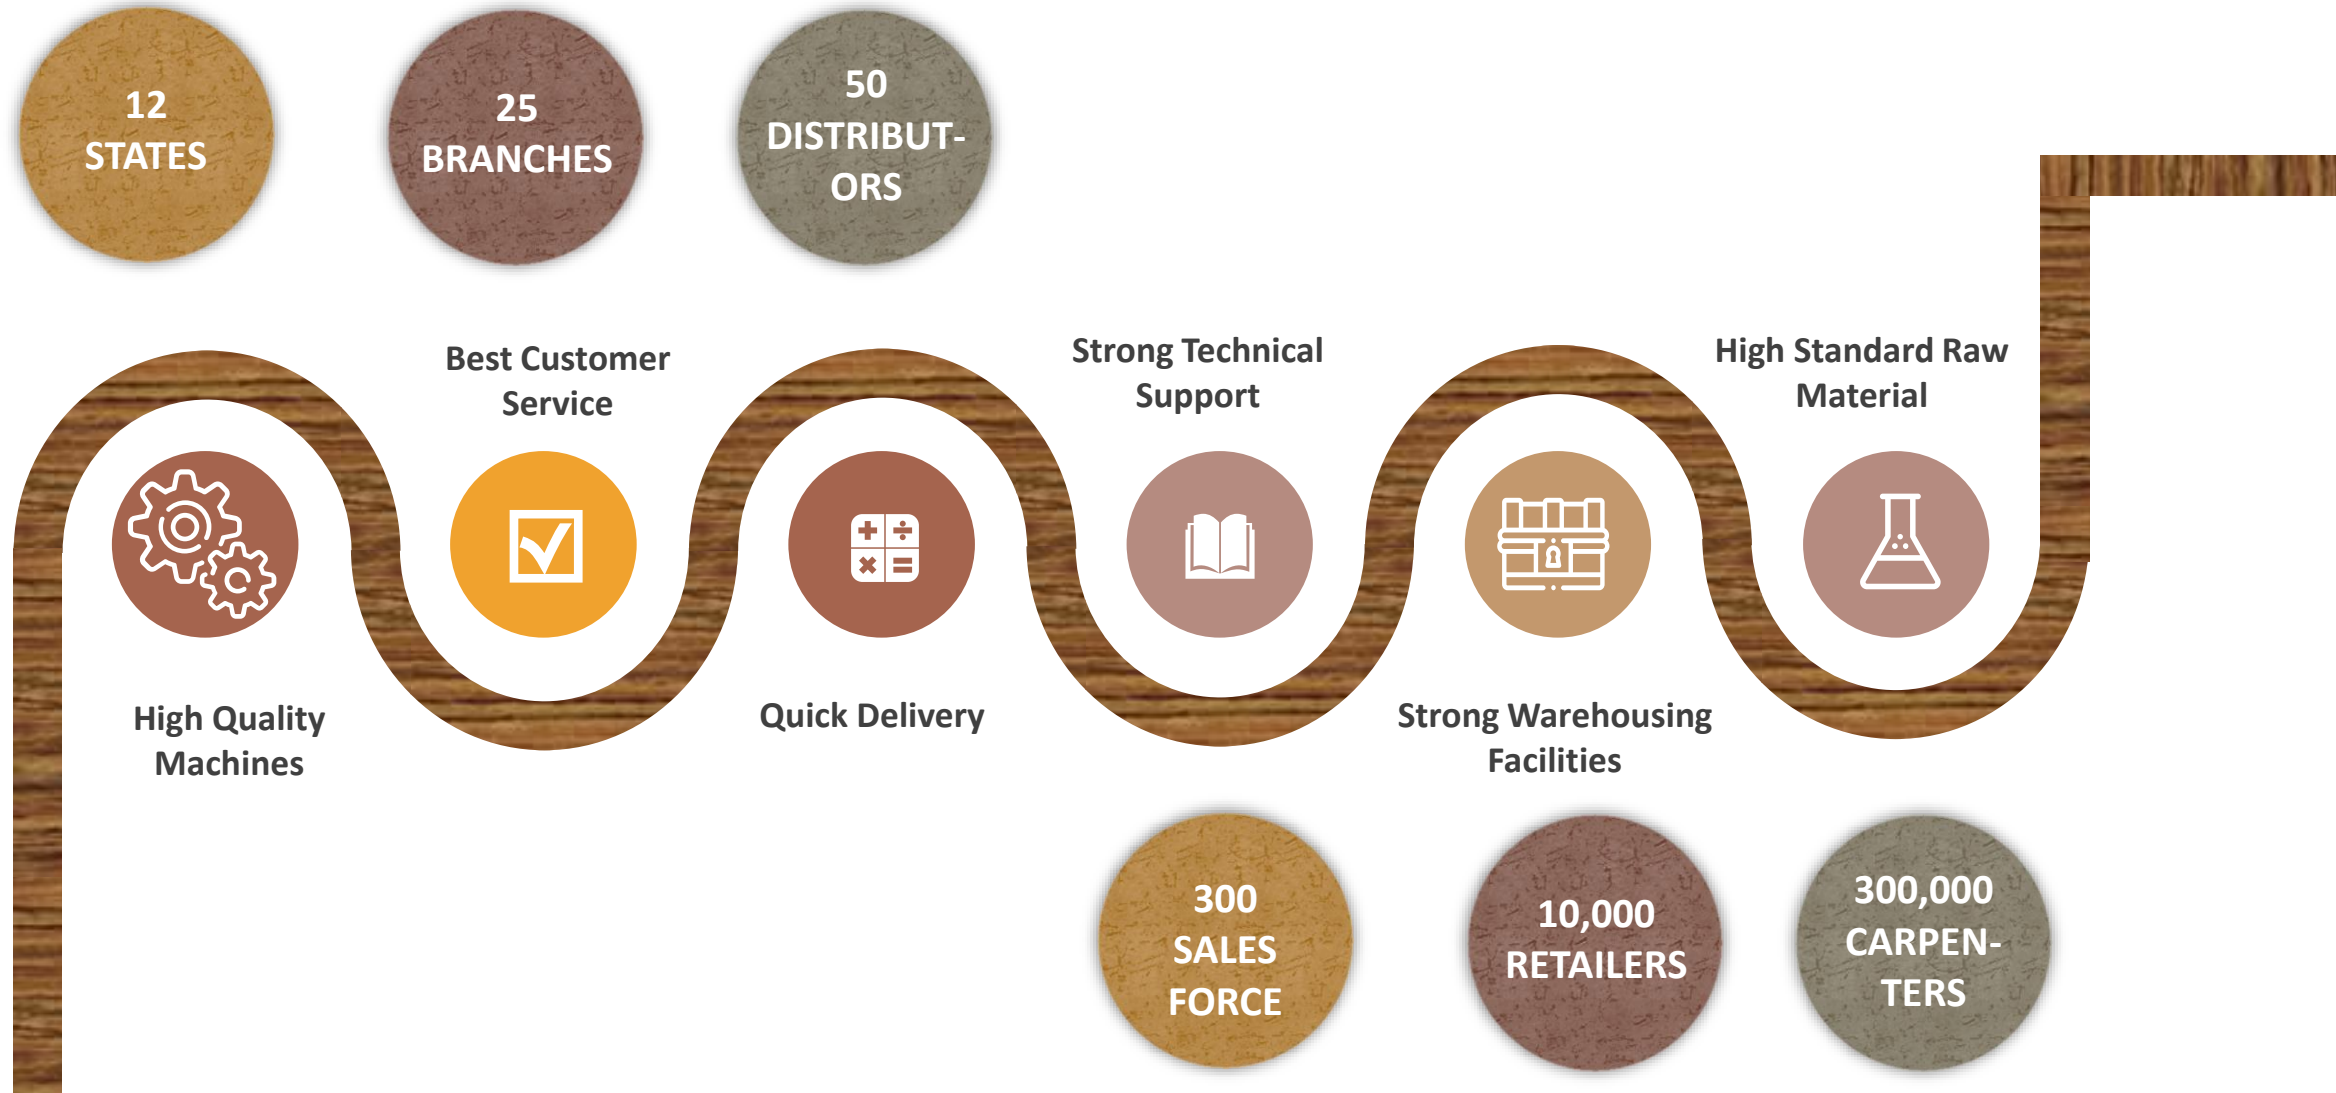 12
STATES
25
BRANCHES
50
DISTRIBUT-
ORS
Best Customer
Service
Strong Technical
Support
High Standard Raw
Material
High Quality
Machines
Quick Delivery
Strong Warehousing
Facilities
300
SALES
FORCE
10,000
RETAILERS
300,000
CARPEN-
TERS